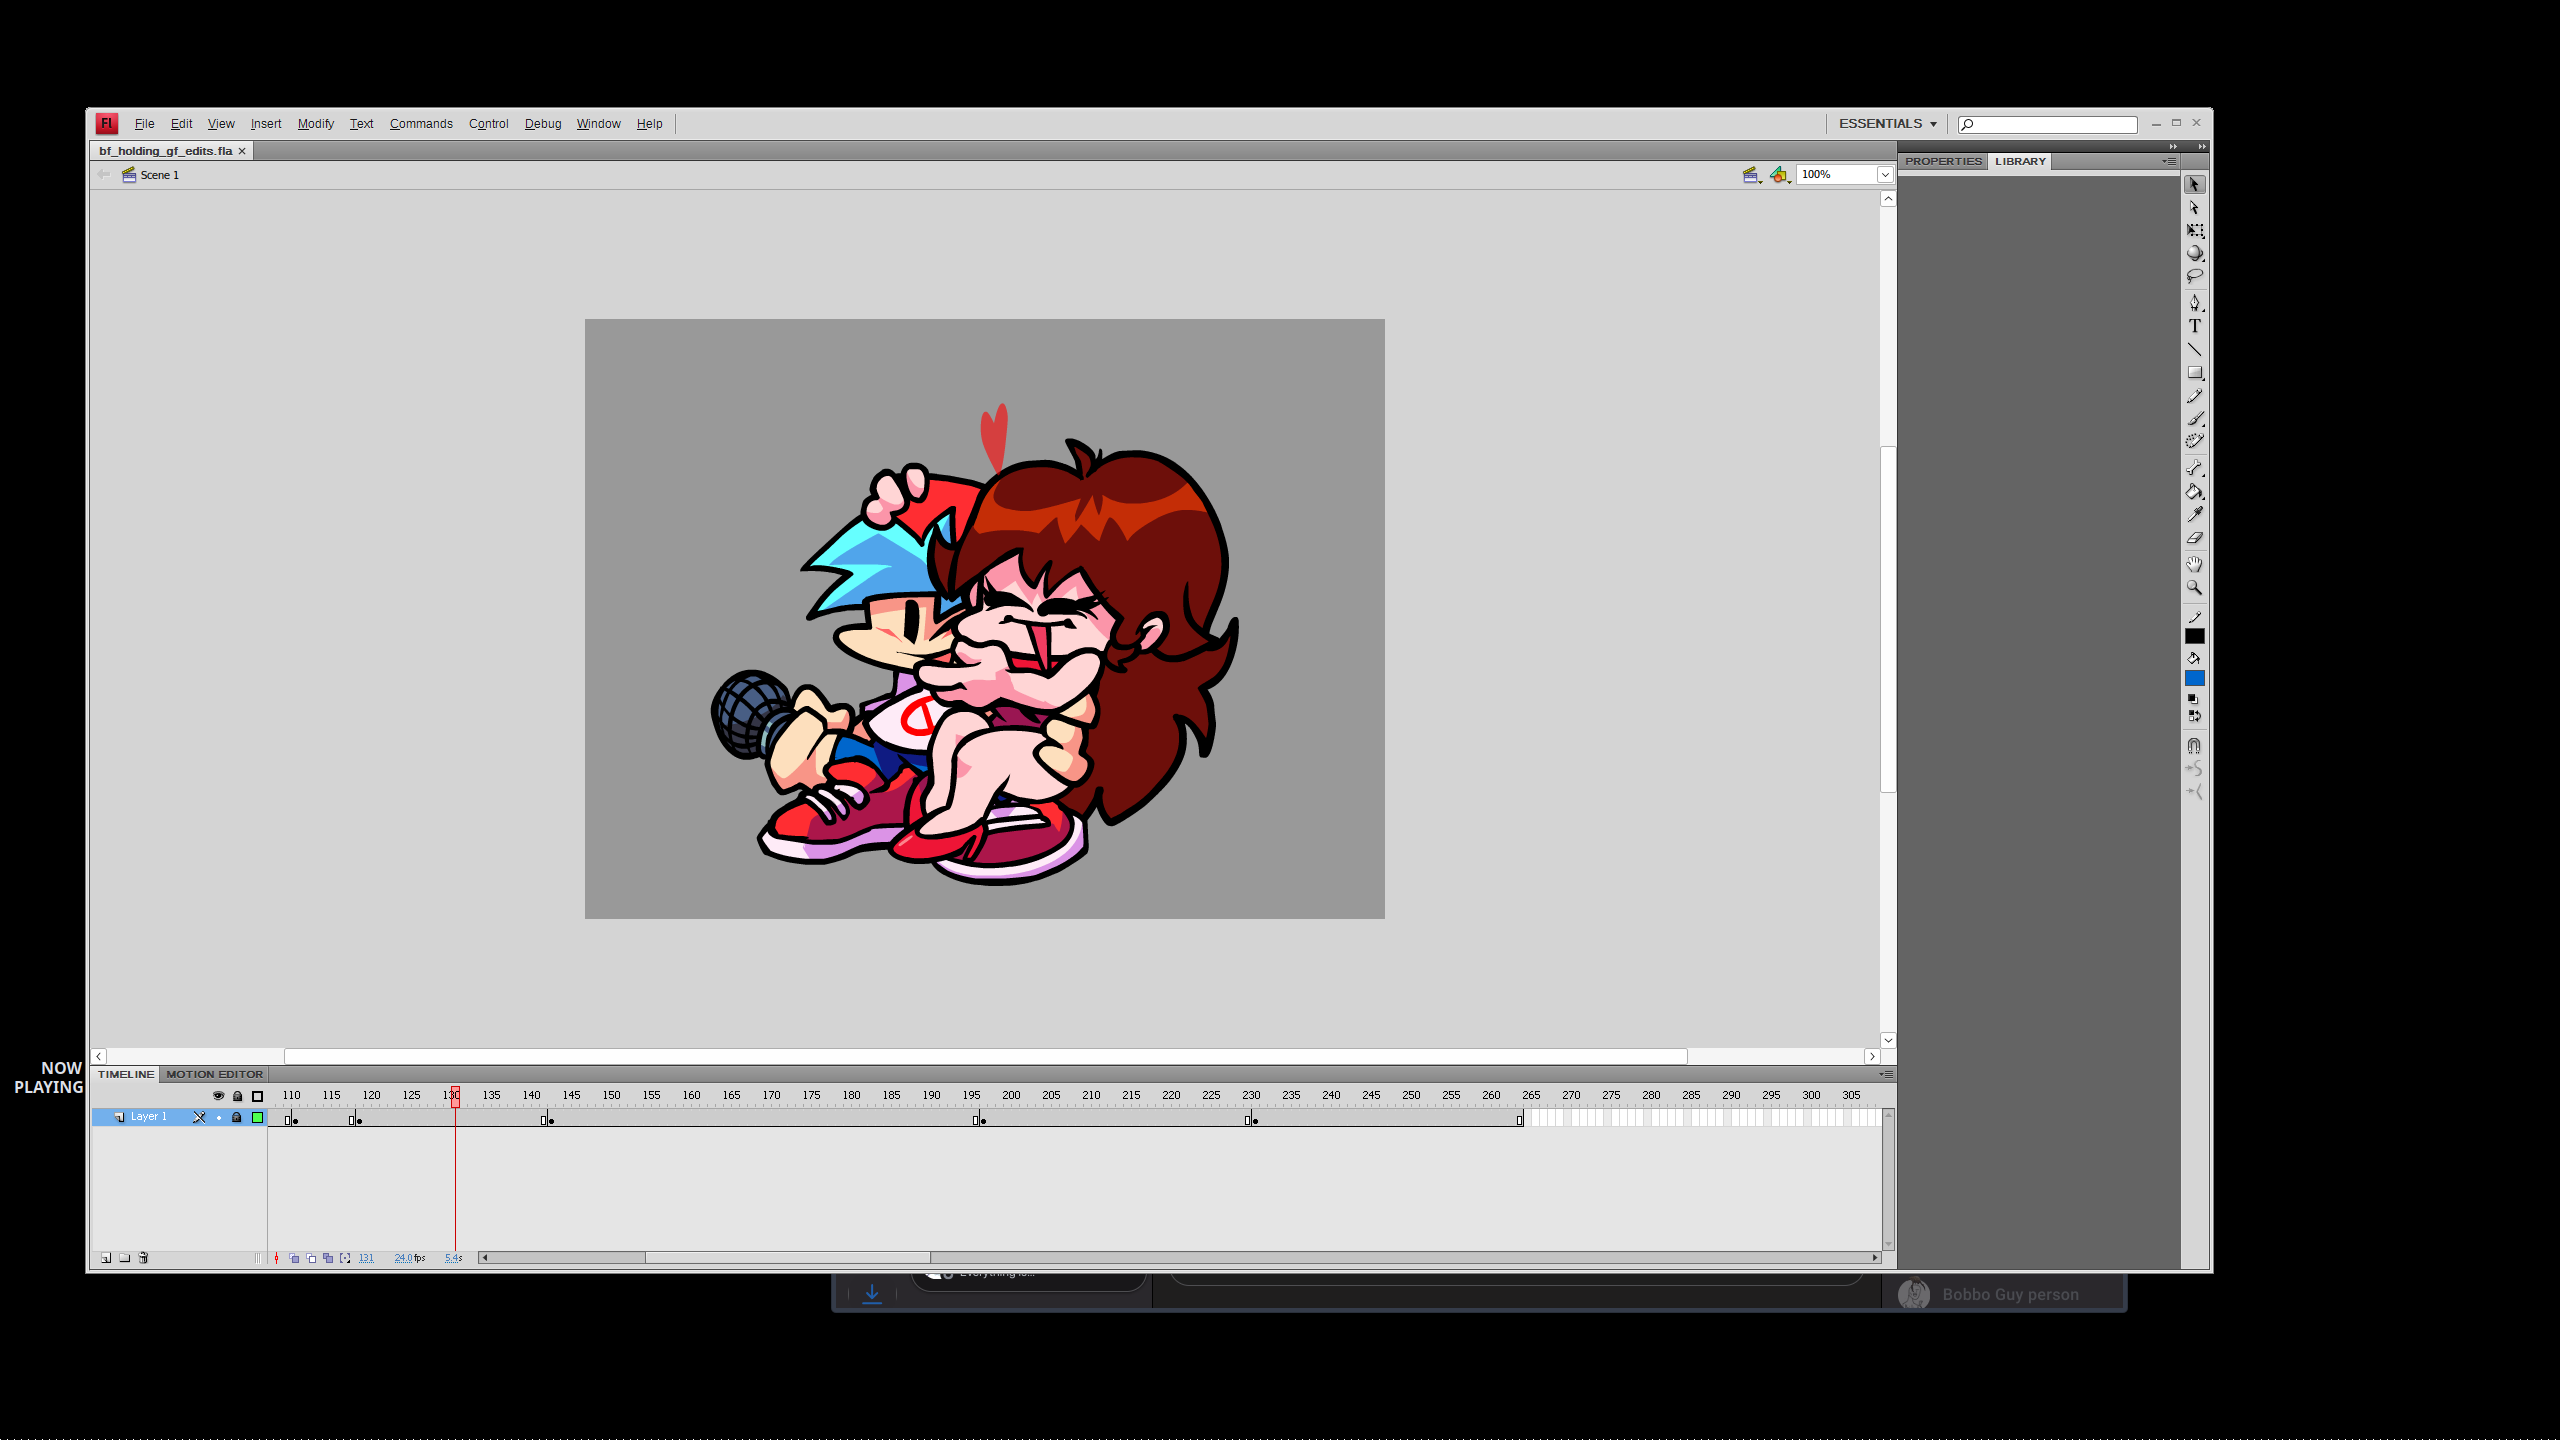 Fl File Edit View Insert Modify Text Commands Control Debug Window Help ESSENTIALS
bf_holding_gf_edits.fla
PROPERTIES LIBRARY
Scene 1 100%
NOW
PLAYING
TIMELINE MOTION EDITOR
110 115 120 125 130 135 140 145 150 155 160 165 170 175 180 185 190 195 200 205 210 215 220 225 230 235 240 245 250 255 260 265 270 275 280 285 290 295 300 305
Layer 1
131 24.0 fps 5.4s
Everything is...
Bobbo Guy person